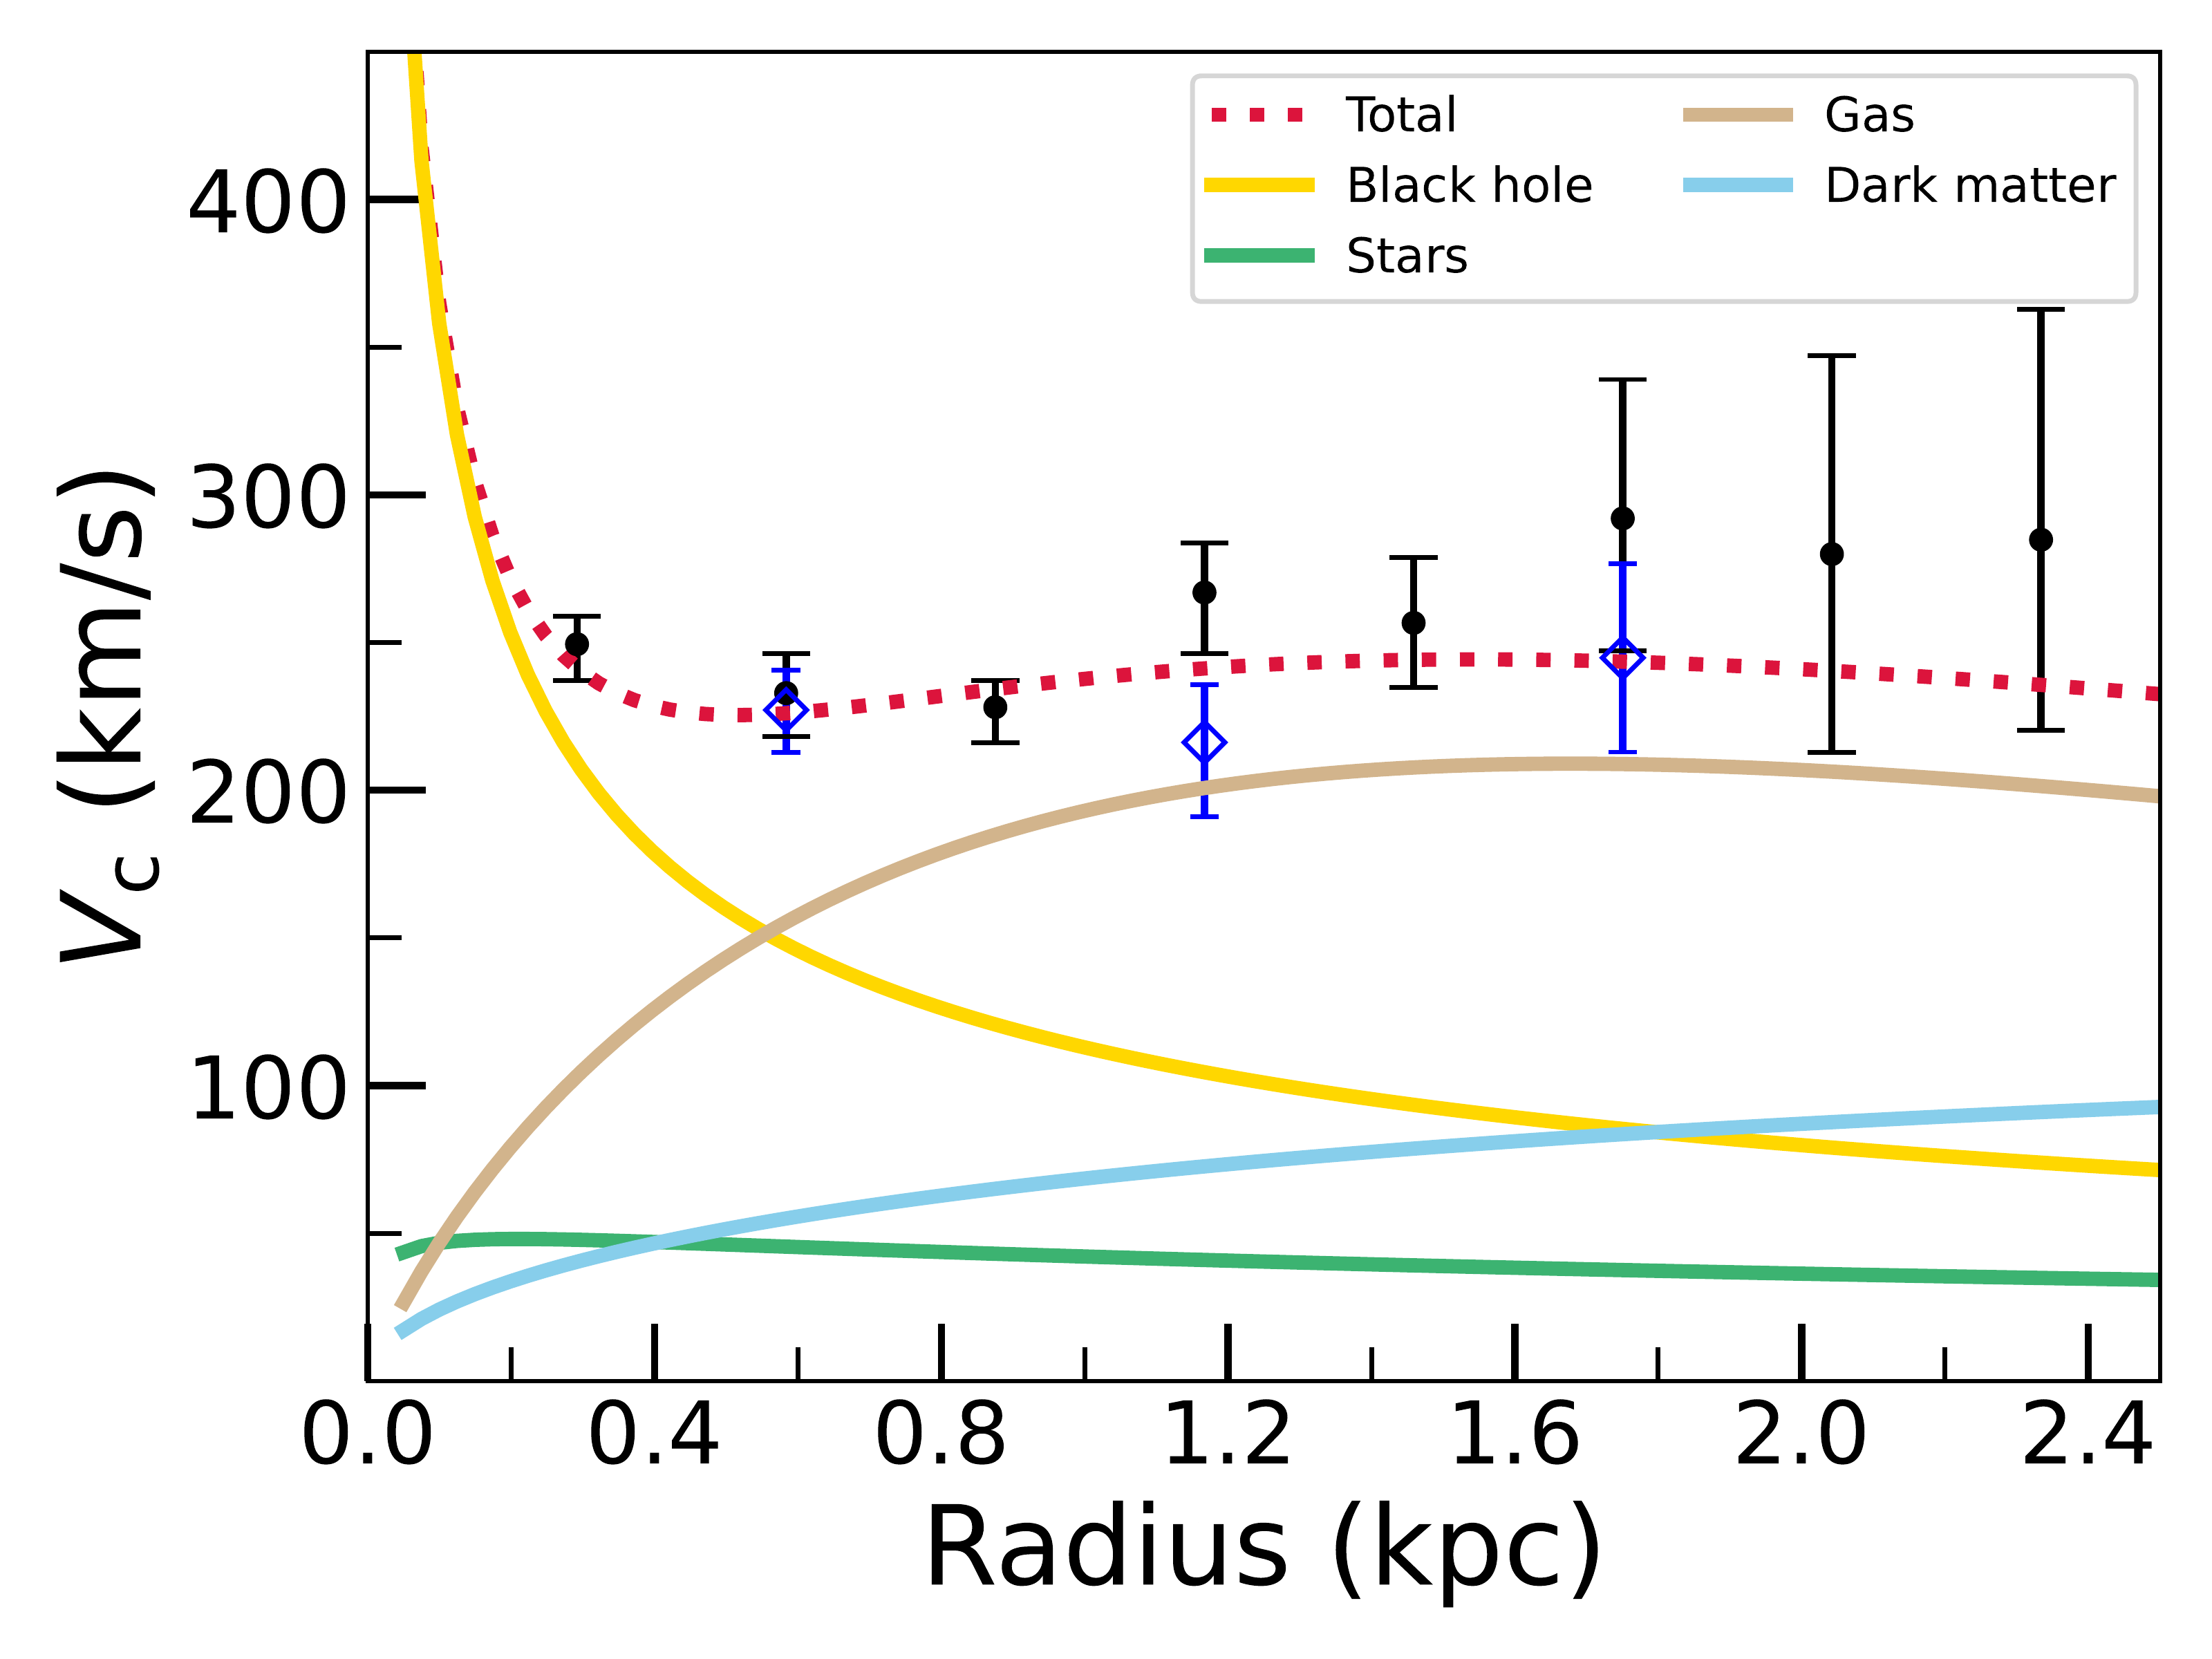 Total
Black hole
Stars
Gas
Dark matter
400
300
200
100
Vc (km/s)
0.0 0.4 0.8 1.2 1.6 2.0 2.4
Radius (kpc)